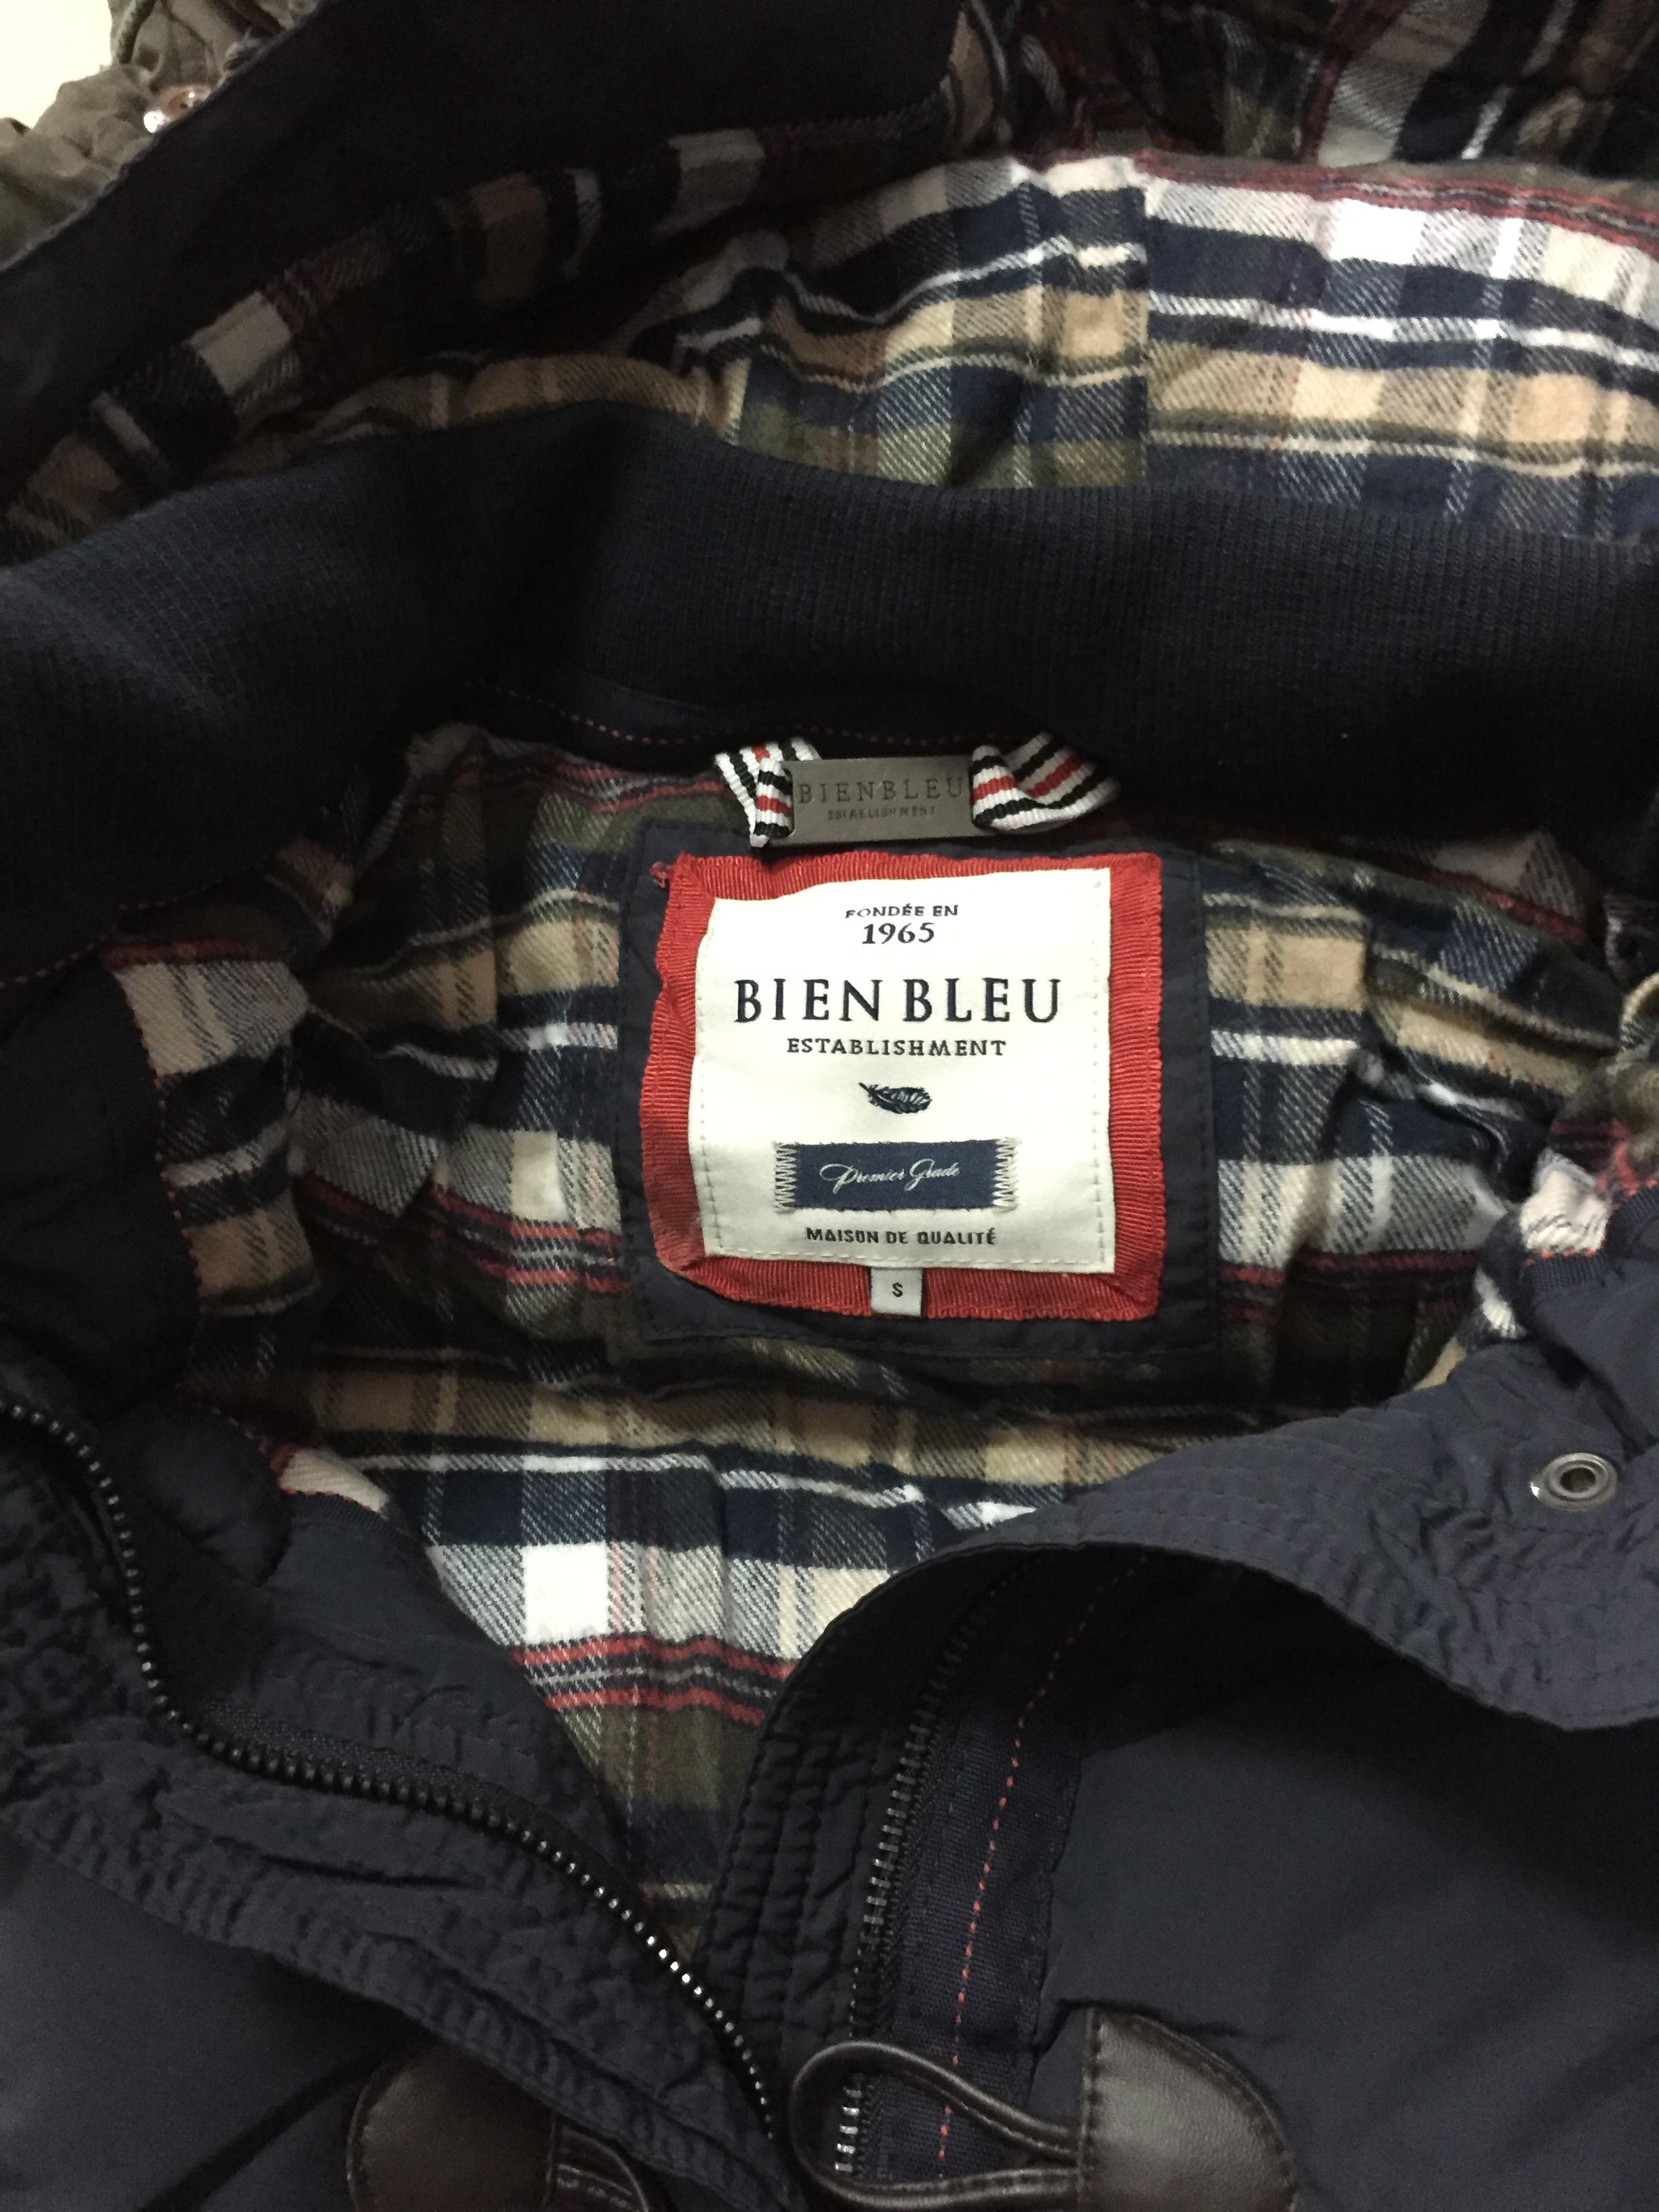 BIENBLEU
ESTABLISHMENT
FONDÉE EN
1965
BIEN BLEU
ESTABLISHMENT
Premier Grade
MAISON DE QUALITÉ
S